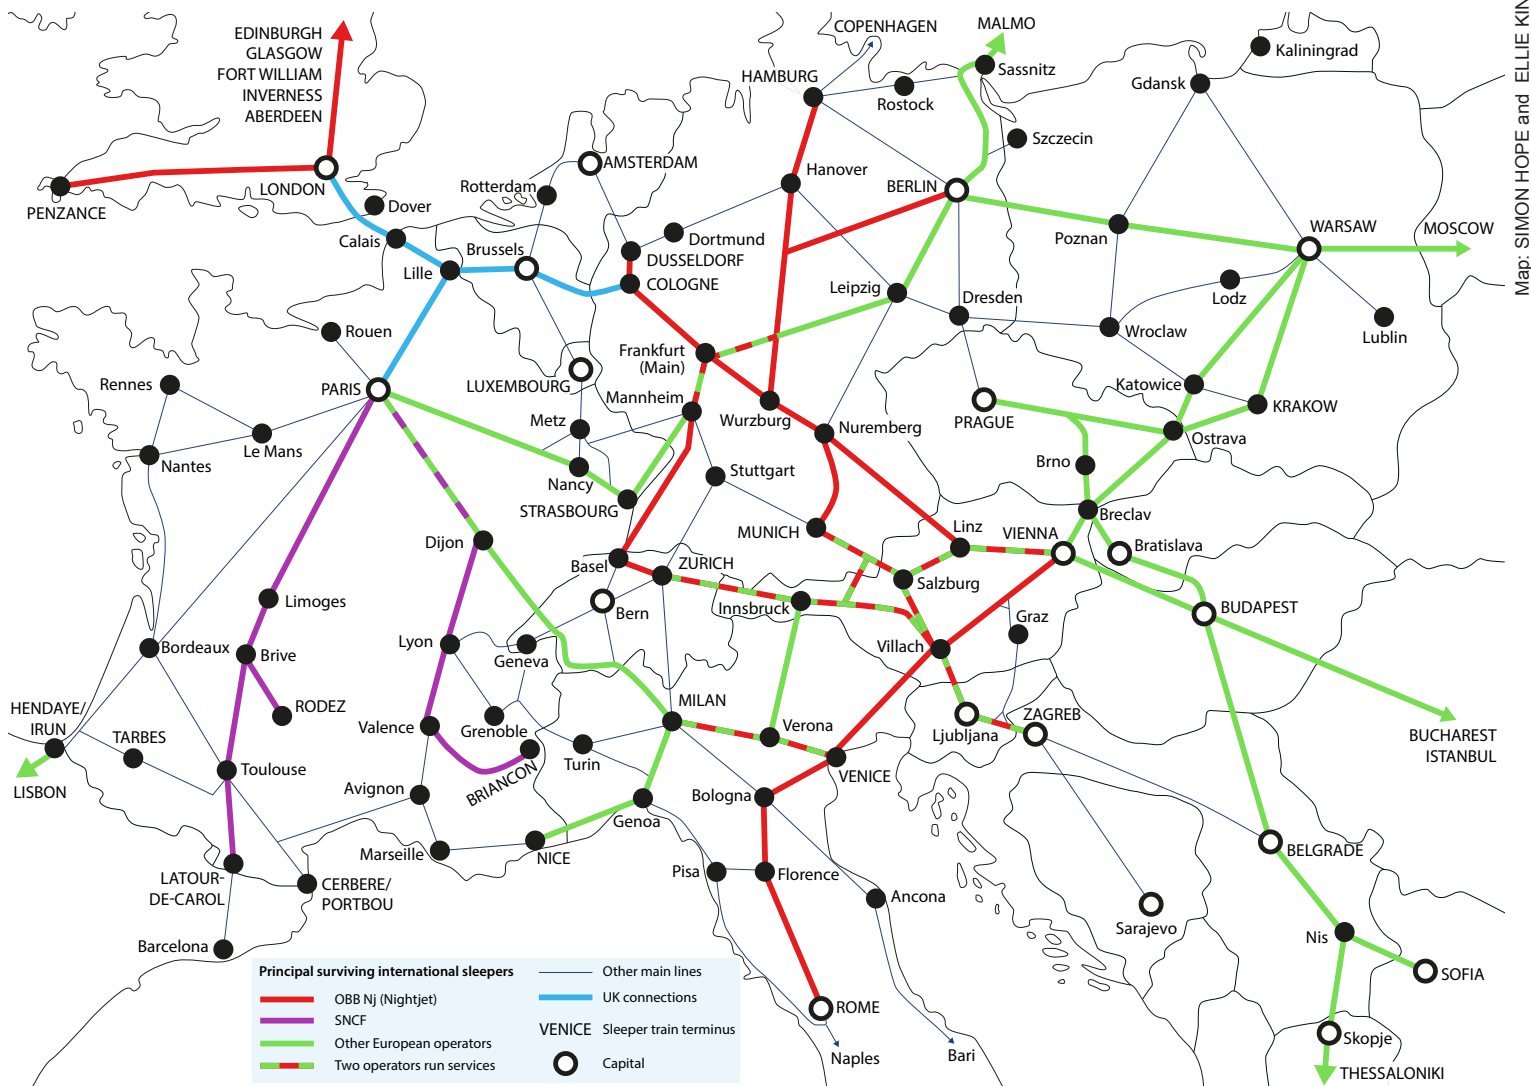 EDINBURGH
GLASGOW
FORT WILLIAM
INVERNESS
ABERDEEN
COPENHAGEN
MALMO
HAMBURG
Rostock
Sassnitz
Kaliningrad
Gdansk
Szczecin
LONDON
PENZANCE
Dover
Calais
Lille
Rotterdam
AMSTERDAM
Brussels
Dortmund
DUSSELDORF
COLOGNE
Hanover
BERLIN
Poznan
WARSAW
MOSCOW
Lodz
Lublin
Leipzig
Dresden
Wroclaw
Rouen
Rennes
PARIS
Le Mans
Nantes
LUXEMBOURG
Metz
Nancy
STRASBOURG
Frankfurt
(Main)
Mannheim
Wurzburg
Nuremberg
Stuttgart
MUNICH
PRAGUE
Katowice
KRAKOW
Ostrava
Brno
Breclav
Bratislava
Linz
VIENNA
Salzburg
Dijon
Basel
ZURICH
Bern
Innsbruck
Graz
BUDAPEST
Limoges
Bordeaux
Brive
RODEZ
Lyon
Geneva
Villach
HENDAYE/
IRUN
LISBON
TARBES
Toulouse
Valence
Grenoble
BRIANCON
Avignon
Marseille
NICE
Turin
MILAN
Verona
VENICE
Genoa
Bologna
Ljubljana
ZAGREB
BUCHAREST
ISTANBUL
LATOUR-
DE-CAROL
CERBERE/
PORTBOU
Barcelona
Pisa
Florence
Ancona
ROME
Naples
Bari
BELGRADE
Sarajevo
Nis
SOFIA
Skopje
THESSALONIKI
Principal surviving international sleepers
OBB Nj (Nightjet)
SNCF
Other European operators
Two operators run services
Other main lines
UK connections
VENICE Sleeper train terminus
Capital
Map: SIMON HOPE and ELLIE KIN